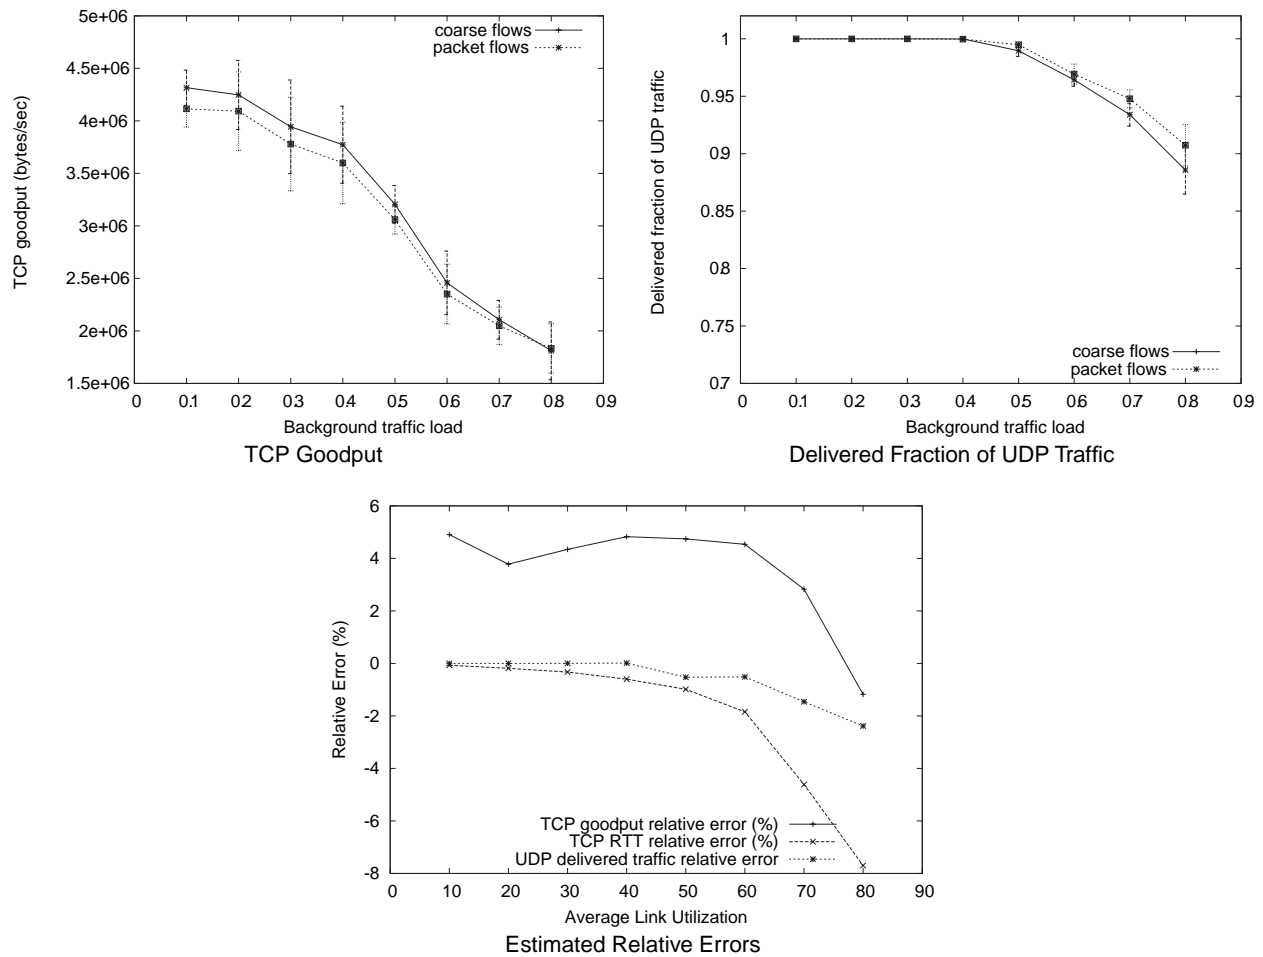 5e+06
4.5e+06
4e+06
3.5e+06
3e+06
2.5e+06
2e+06
1.5e+06
0 0.1 0.2 0.3 0.4 0.5 0.6 0.7 0.8 0.9
TCP goodput (bytes/sec)
Background traffic load
coarse flows
packet flows
TCP Goodput
1
0.95
0.9
0.85
0.8
0.75
0.7
0 0.1 0.2 0.3 0.4 0.5 0.6 0.7 0.8 0.9
Delivered fraction of UDP traffic
Background traffic load
coarse flows
packet flows
Delivered Fraction of UDP Traffic
6
4
2
0
-2
-4
-6
-8
0 10 20 30 40 50 60 70 80 90
Relative Error (%)
Average Link Utilization
TCP goodput relative error (%)
TCP RTT relative error (%)
UDP delivered traffic relative error
Estimated Relative Errors